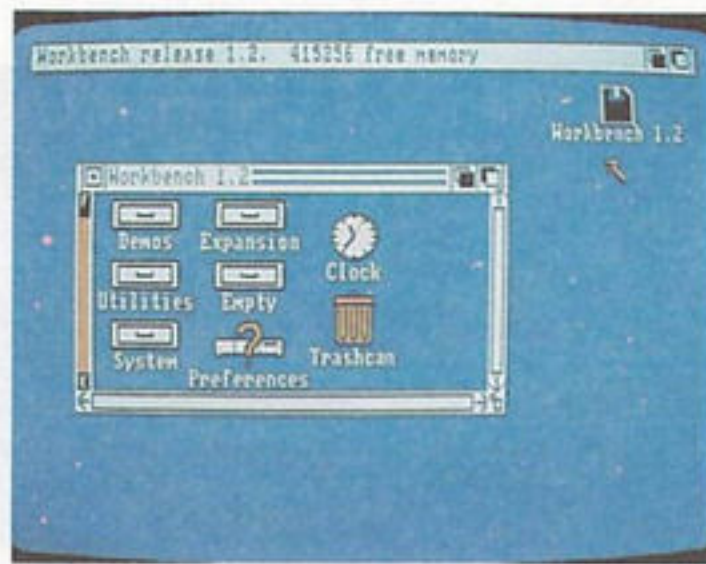 Workbench release 1.2. 415256 free memory
Workbench 1.2
Workbench 1.2
Demos Expansion
Clock
Utilities Empty
System Trashcan
Preferences